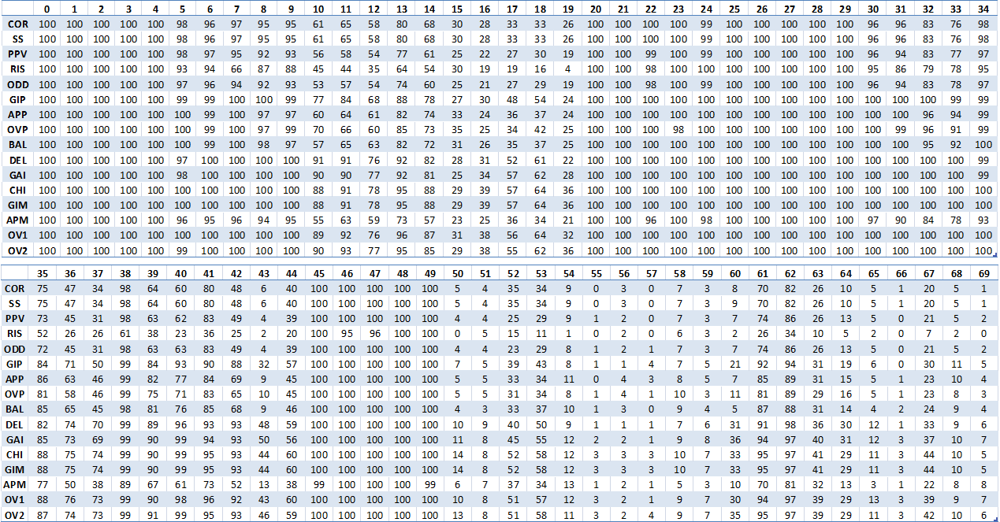 0 1 2 3 4 5 6 7 8 9 10 11 12 13 14 15 16 17 18 19 20 21 22 23 24 25 26 27 28 29 30 31 32 33 34
COR 100 100 100 100 100 98 96 97 95 95 61 65 58 80 68 30 28 33 33 26 100 100 100 100 99 100 100 100 100 100 96 96 83 76 98
SS 100 100 100 100 100 98 96 97 95 95 61 65 58 80 68 30 28 33 33 26 100 100 100 100 99 100 100 100 100 100 96 96 83 76 98
PPV 100 100 100 100 100 98 97 95 92 93 56 58 54 77 61 25 22 27 30 19 100 100 99 100 99 100 100 100 100 100 96 94 83 77 97
RIS 100 100 100 100 100 93 94 66 87 88 45 44 35 64 54 30 19 19 16 4 100 100 98 100 100 100 100 100 100 100 95 86 79 78 95
ODD 100 100 100 100 100 97 96 94 92 93 53 57 54 74 60 25 21 27 29 19 100 100 98 100 99 100 100 100 100 100 96 94 83 78 97
GIP 100 100 100 100 100 99 99 100 100 99 77 84 68 88 78 27 30 48 54 24 100 100 100 100 100 100 100 100 100 100 100 100 100 99 99
APP 100 100 100 100 100 100 99 100 97 97 60 64 61 82 74 33 24 36 37 24 100 100 100 100 100 100 100 100 100 100 100 100 96 94 99
OVP 100 100 100 100 100 100 99 100 97 99 70 66 60 85 73 35 25 34 42 25 100 100 100 98 100 100 100 100 100 100 100 99 96 91 99
BAL 100 100 100 100 100 100 99 100 98 97 57 65 63 82 72 31 26 35 37 25 100 100 100 100 100 100 100 100 100 100 100 100 95 92 100
DEL 100 100 100 100 100 97 100 100 100 100 91 91 76 92 82 28 31 52 61 22 100 100 100 100 100 100 100 100 100 100 100 100 100 100 99
GAI 100 100 100 100 100 98 100 100 100 100 90 90 77 92 81 25 34 57 62 28 100 100 100 100 100 100 100 100 100 100 100 100 100 100 99
CHI 100 100 100 100 100 100 100 100 100 100 88 91 78 95 88 29 39 57 64 36 100 100 100 100 100 100 100 100 100 100 100 100 100 100 100
GIM 100 100 100 100 100 100 100 100 100 100 88 91 78 95 88 29 39 57 64 36 100 100 100 100 100 100 100 100 100 100 100 100 100 100 100
APM 100 100 100 100 100 96 95 96 94 95 55 63 59 73 57 23 25 36 34 21 100 100 96 100 98 100 100 100 100 100 97 90 84 78 93
OV1 100 100 100 100 100 100 100 100 100 100 89 92 76 96 87 31 38 56 64 32 100 100 100 100 100 100 100 100 100 100 100 100 100 100 100
OV2 100 100 100 100 100 99 100 100 100 100 90 93 77 95 85 29 38 55 62 36 100 100 100 100 100 100 100 100 100 100 100 100 100 100 100
35 36 37 38 39 40 41 42 43 44 45 46 47 48 49 50 51 52 53 54 55 56 57 58 59 60 61 62 63 64 65 66 67 68 69
COR 75 47 34 98 64 60 80 48 6 40 100 100 100 100 100 5 4 35 34 9 0 3 0 7 3 8 70 82 26 10 5 1 20 5 1
SS 75 47 34 98 64 60 80 48 6 40 100 100 100 100 100 5 4 35 34 9 0 3 0 7 3 9 70 82 26 10 5 1 20 5 1
PPV 73 45 31 98 63 62 83 49 4 39 100 100 100 100 100 4 4 25 29 9 1 2 0 7 3 7 74 86 26 13 5 0 21 5 2
RIS 52 26 26 61 38 23 36 25 2 20 100 95 96 100 100 0 5 15 11 1 0 2 0 6 3 2 26 34 10 5 2 0 7 2 0
ODD 72 45 31 98 63 63 83 49 4 39 100 100 100 100 100 4 4 23 29 8 1 2 1 7 3 7 74 86 26 13 5 0 21 5 2
GIP 84 71 50 99 84 93 90 88 32 57 100 100 100 100 100 7 5 39 43 8 1 1 4 7 5 21 92 94 31 19 6 0 30 11 5
APP 86 63 46 99 82 77 84 69 9 45 100 100 100 100 100 5 5 33 34 11 0 4 3 8 5 7 85 89 31 15 5 1 23 10 4
OVP 81 58 46 99 75 71 83 65 10 45 100 100 100 100 100 5 5 31 34 8 1 4 1 10 3 11 81 89 29 16 5 1 23 8 3
BAL 85 65 45 98 81 76 85 68 9 46 100 100 100 100 100 4 3 33 37 10 1 3 0 9 4 5 87 88 31 14 4 2 24 9 4
DEL 82 74 70 99 89 96 93 93 48 59 100 100 100 100 100 10 9 40 50 9 1 1 1 7 6 31 91 98 36 30 12 1 33 9 6
GAI 85 73 69 99 90 99 94 93 50 56 100 100 100 100 100 11 8 45 55 12 2 2 1 9 8 36 94 97 40 31 12 3 37 10 7
CHI 88 75 74 99 90 99 95 93 44 60 100 100 100 100 100 14 8 52 58 12 3 3 3 10 7 33 95 97 41 29 11 3 44 10 5
GIM 88 75 74 99 90 99 95 93 44 60 100 100 100 100 100 14 8 52 58 12 3 3 3 10 7 33 95 97 41 29 11 3 44 10 5
APM 77 50 38 89 67 61 73 52 13 38 99 100 100 100 99 6 7 37 34 13 1 2 1 5 3 10 70 81 32 13 3 1 22 8 8
OV1 88 76 73 99 90 98 96 92 43 60 100 100 100 100 100 10 8 51 57 12 3 2 1 9 7 30 94 97 39 29 13 3 39 9 7
OV2 87 74 73 99 91 99 95 93 46 59 100 100 100 100 100 13 8 51 58 11 3 2 4 9 7 35 95 97 39 29 11 3 42 10 6